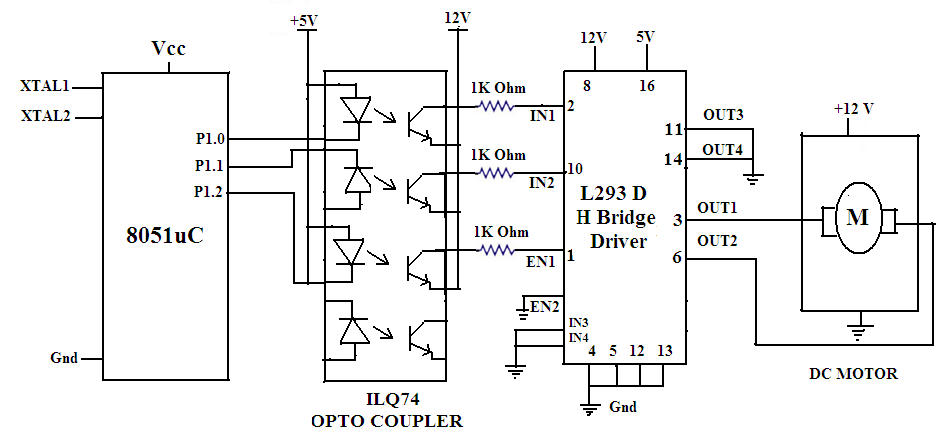 +5V
12V
Vcc
12V
5V
XTAL1
XTAL2
1K Ohm
8
16
+12 V
2
IN1
OUT3
11
P1.0
1K Ohm
OUT4
14
P1.1
10
IN2
P1.2
L293 D
H Bridge
Driver
OUT1
3
M
8051uC
1K Ohm
OUT2
6
EN1
1
EN2
IN3
IN4
Gnd
4
5
12
13
DC MOTOR
ILQ74
OPTO COUPLER
Gnd